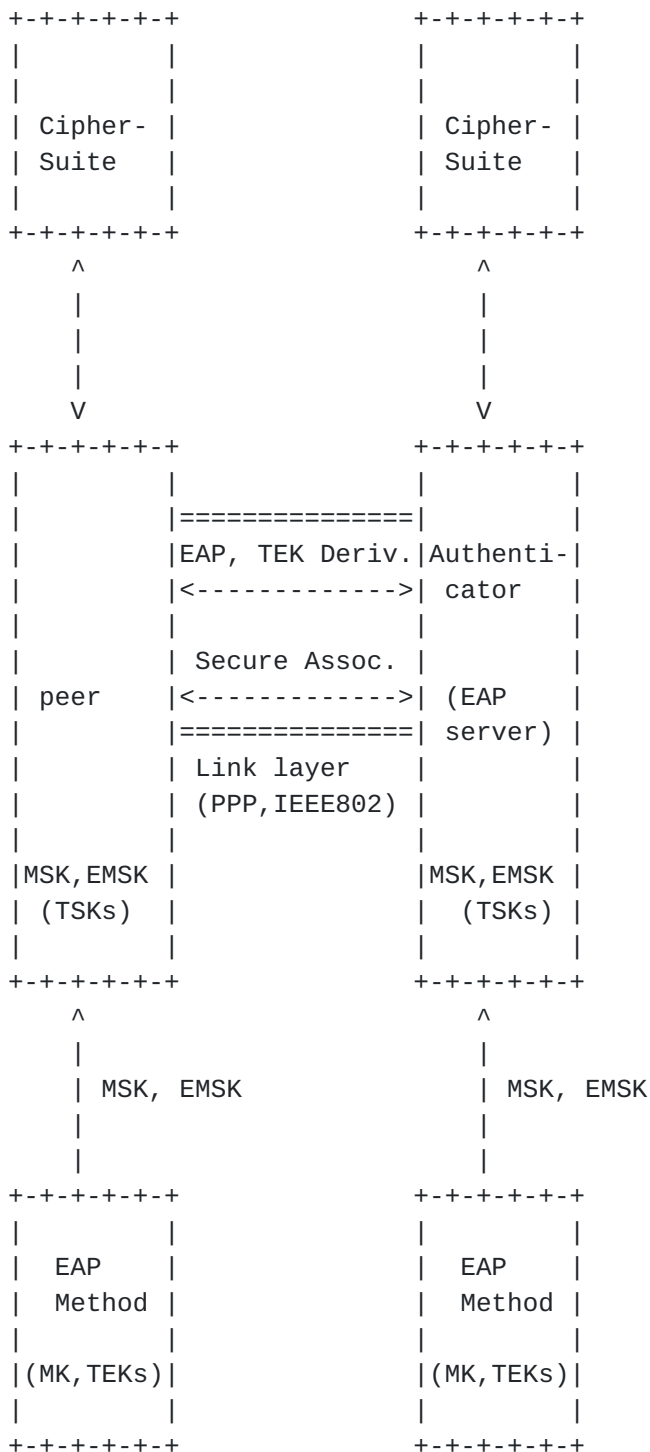 +-+-+-+-+-+               +-+-+-+-+-+
|         |               |         |
|         |               |         |
| Cipher- |               | Cipher- |
| Suite   |               | Suite   |
|         |               |         |
+-+-+-+-+-+               +-+-+-+-+-+
    ^                         ^
    |                         |
    |                         |
    |                         |
    V                         V
+-+-+-+-+-+               +-+-+-+-+-+
|         |               |         |
|         |===============|         |
|         |EAP, TEK Deriv.|Authenti-|
|         |<------------->| cator   |
|         |               |         |
|         | Secure Assoc. |         |
| peer    |<------------->| (EAP    |
|         |===============| server) |
|         | Link layer    |         |
|         | (PPP,IEEE802) |         |
|         |               |         |
|MSK,EMSK |               |MSK,EMSK |
| (TSKs)  |               |  (TSKs) |
|         |               |         |
+-+-+-+-+-+               +-+-+-+-+-+
    ^                         ^
    |                         |
    | MSK, EMSK               | MSK, EMSK
    |                         |
    |                         |
+-+-+-+-+-+               +-+-+-+-+-+
|         |               |         |
|  EAP    |               |  EAP    |
|  Method |               |  Method |
|         |               |         |
|(MK,TEKs)|               |(MK,TEKs)|
|         |               |         |
+-+-+-+-+-+               +-+-+-+-+-+